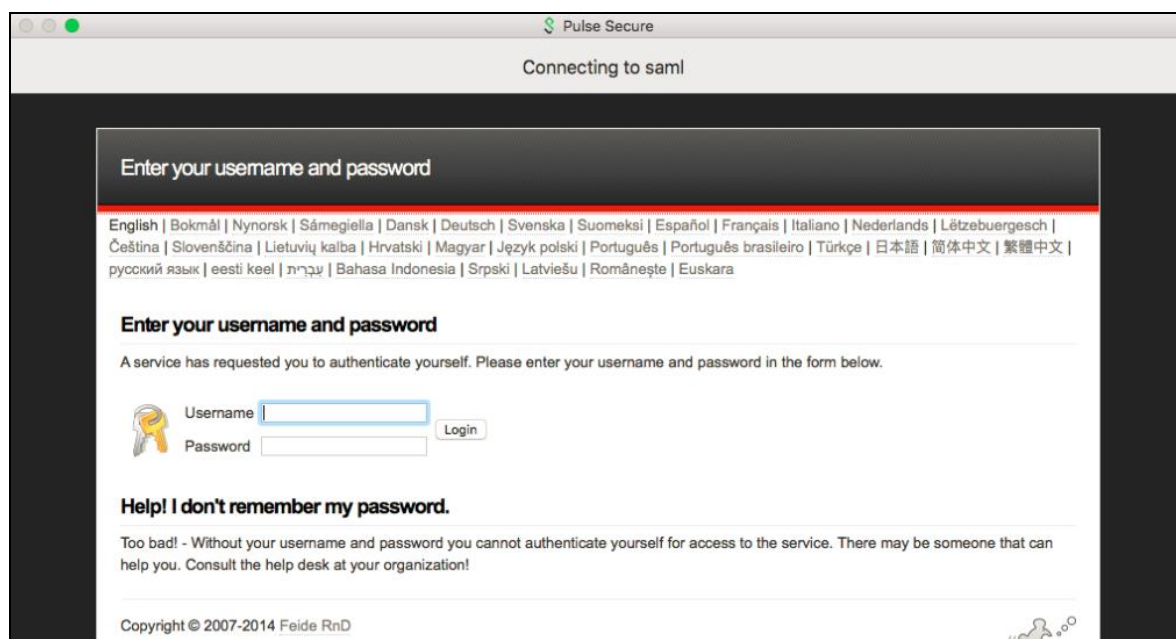 Pulse Secure
Connecting to saml
Enter your username and password
English | Bokmål | Nynorsk | Sámegiella | Dansk | Deutsch | Svenska | Suomeksi | Español | Français | Italiano | Nederlands | Lëtzebuergesch |
Čeština | Slovenščina | Lietuvių kalba | Hrvatski | Magyar | Język polski | Português | Português brasileiro | Türkçe | 日本語 | 简体中文 | 繁體中文 |
русский язык | eesti keel | עִבְרִית | Bahasa Indonesia | Srpski | Latviešu | Românește | Euskara
Enter your username and password
A service has requested you to authenticate yourself. Please enter your username and password in the form below.
Username
Login
Password
Help! I don't remember my password.
Too bad! - Without your username and password you cannot authenticate yourself for access to the service. There may be someone that can
help you. Consult the help desk at your organization!
Copyright © 2007-2014 Feide RnD